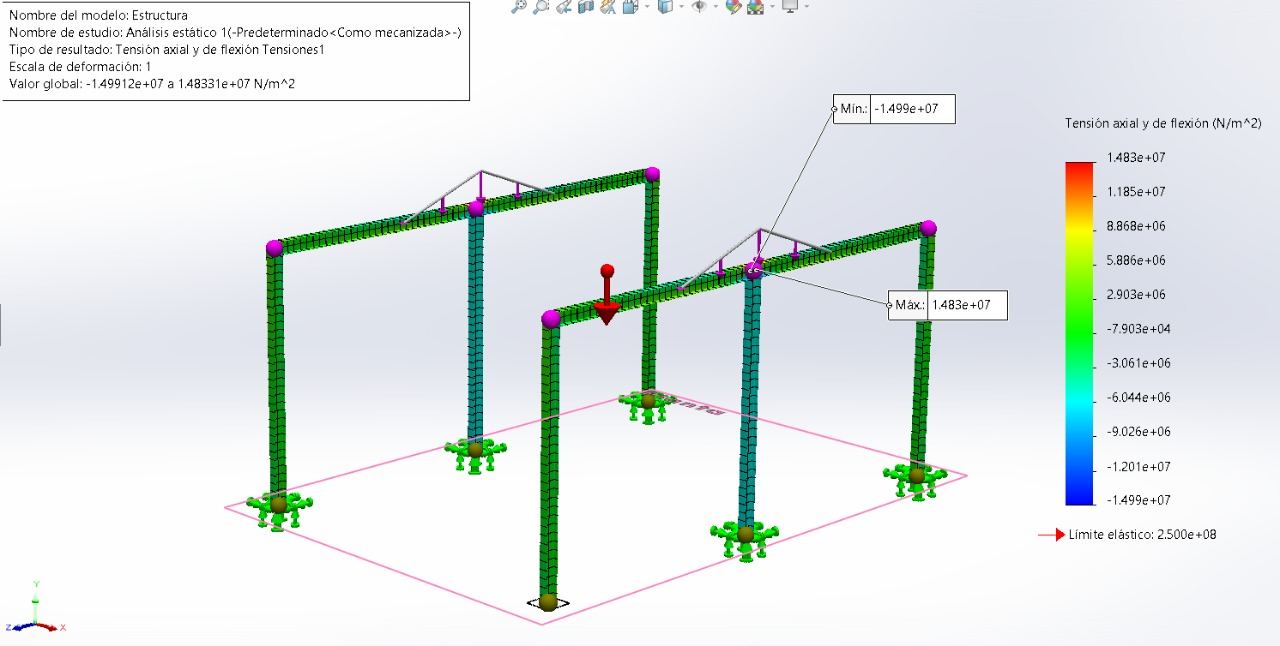 Nombre do modelo: Estructura
Nombre de estudio: Análisis estático 1(-Predeterminado<Como mecanizada>-)
Tipo de resultado: Tensión axial y de flexión Tensiones1
Escala de deformación: 1
Valor global: -1.49912e+07 a 1.48331e+07 N/m^2
Mín.: -1.499e+07
Tensión axial y de flexión (N/m^2)
1.483e+07
1.185e+07
8.868e+06
5.886e+06
2.903e+06
-7.903e+04
-3.061e+06
-6.044e+06
-9.026e+06
-1.201e+07
-1.499e+07
Máx.: 1.483e+07
Límite elástico: 2.500e+08
Planta
Y
Z
X